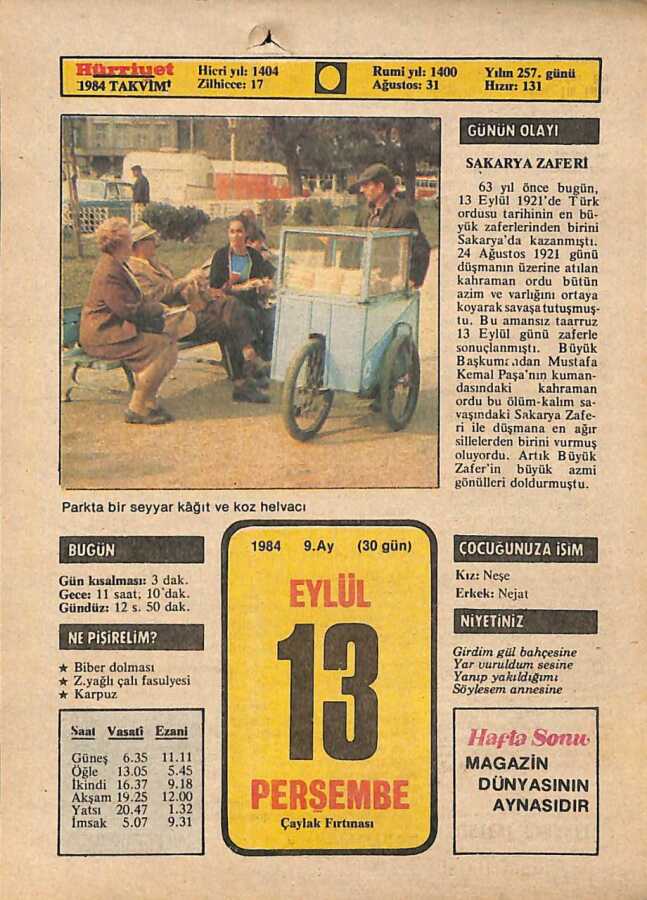 Hürriyet
1984 TAKVİMİ
Hicri yıl: 1404
Zilhicce: 17
Rumi yıl: 1400
Ağustos: 31
Yılın 257. günü
Hızır: 131
GÜNÜN OLAYI
SAKARYA ZAFERİ
63 yıl önce bugün,
13 Eylül 1921'de Türk
ordusu tarihinin en bü-
yük zaferlerinden birini
Sakarya'da kazanmıştı.
24 Ağustos 1921 günü
düşmanın üzerine atılan
kahraman ordu bütün
azim ve varlığını ortaya
koyarak savaşa tutuşmuş-
tu. Bu amansız taarruz
13 Eylül günü zaferle
sonuçlanmıştı. Büyük
Başkumandan Mustafa
Kemal Paşa'nın kuman-
dasındaki kahraman
ordu bu ölüm-kalım sa-
vaşındaki Sakarya Zafe-
ri ile düşmana en ağır
sillelerden birini vurmuş
oluyordu. Artık Büyük
Zafer'in büyük azmi
gönülleri doldurmuştu.
Parkta bir seyyar kâğıt ve koz helvacı
BUGÜN
Gün kısalması: 3 dak.
Gece: 11 saat, 10 dak.
Gündüz: 12 s. 50 dak.
NE PİŞİRELİM?
★ Biber dolması
★ Z.yağlı çalı fasulyesi
★ Karpuz
Saat Vasati Ezani
Güneş 6.35 11.11
Öğle 13.05 5.45
İkindi 16.37 9.18
Akşam 19.25 12.00
Yatsı 20.47 1.32
İmsak 5.07 9.31
1984 9.Ay (30 gün)
EYLÜL
13
PERŞEMBE
Çaylak Fırtınası
ÇOCUĞUNUZA İSİM
Kız: Neşe
Erkek: Nejat
NİYETİNİZ
Girdim gül bahçesine
Yar vuruldum sesine
Yanıp yakıldığımı
Söylesem annesine
Hafta Sonu
MAGAZİN
DÜNYASININ
AYNASIDIR